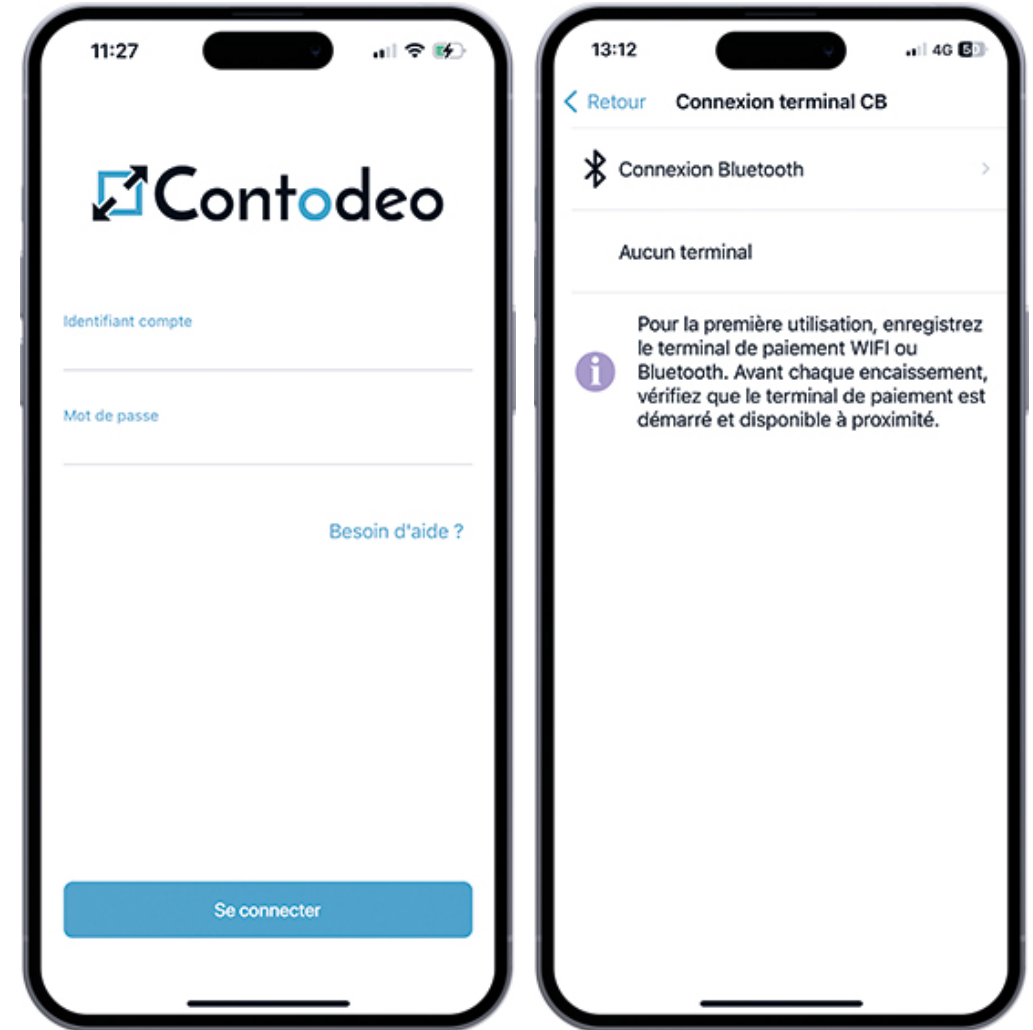 11:27
Contodeo
Identifiant compte
Mot de passe
Besoin d'aide ?
Se connecter
13:12
4G 50
Retour Connexion terminal CB
Connexion Bluetooth
Aucun terminal
Pour la première utilisation, enregistrez
le terminal de paiement WIFI ou
Bluetooth. Avant chaque encaissement,
vérifiez que le terminal de paiement est
démarré et disponible à proximité.